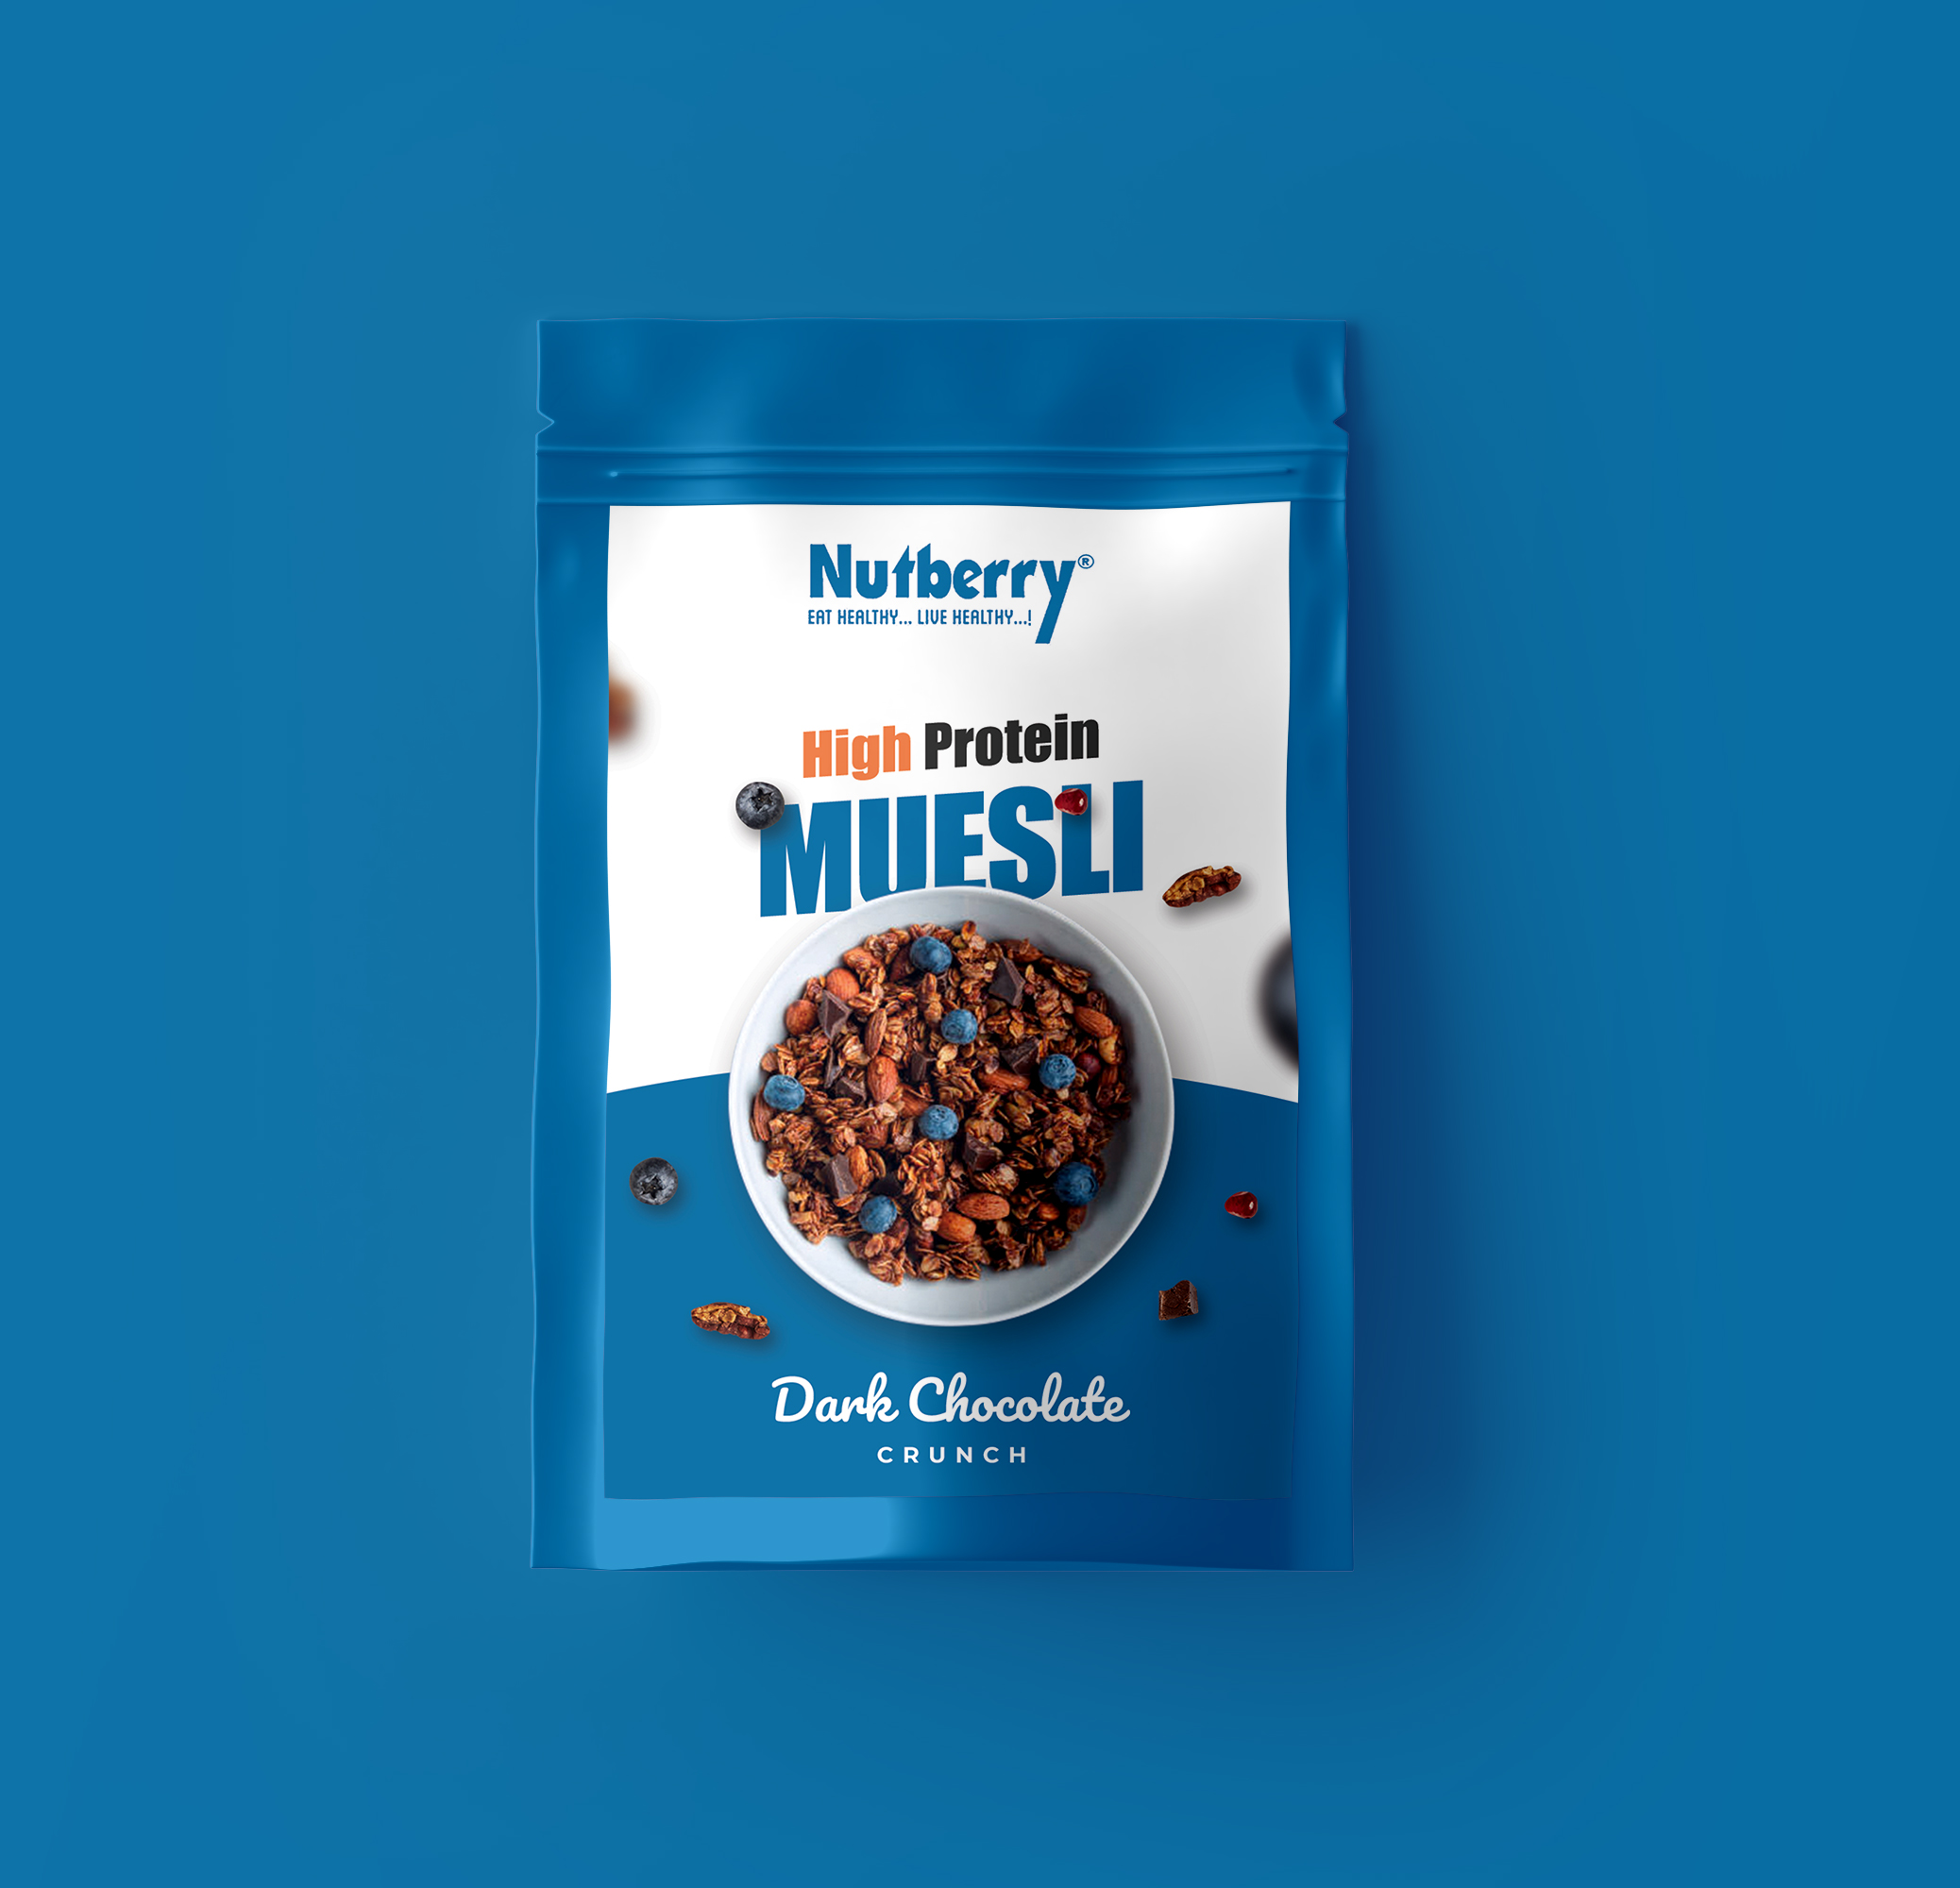 Nutberry®
EAT HEALTHY... LIVE HEALTHY...!
High Protein
MUESLI
Dark Chocolate
CRUNCH